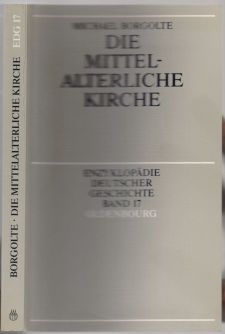 BORGOLTE · DIE MITTELALTERLICHE KIRCHE EDG 17
MICHAEL BORGOLTE
DIE
MITTEL-
ALTERLICHE
KIRCHE
ENZYKLOPÄDIE
DEUTSCHER
GESCHICHTE
BAND 17
OLDENBOURG